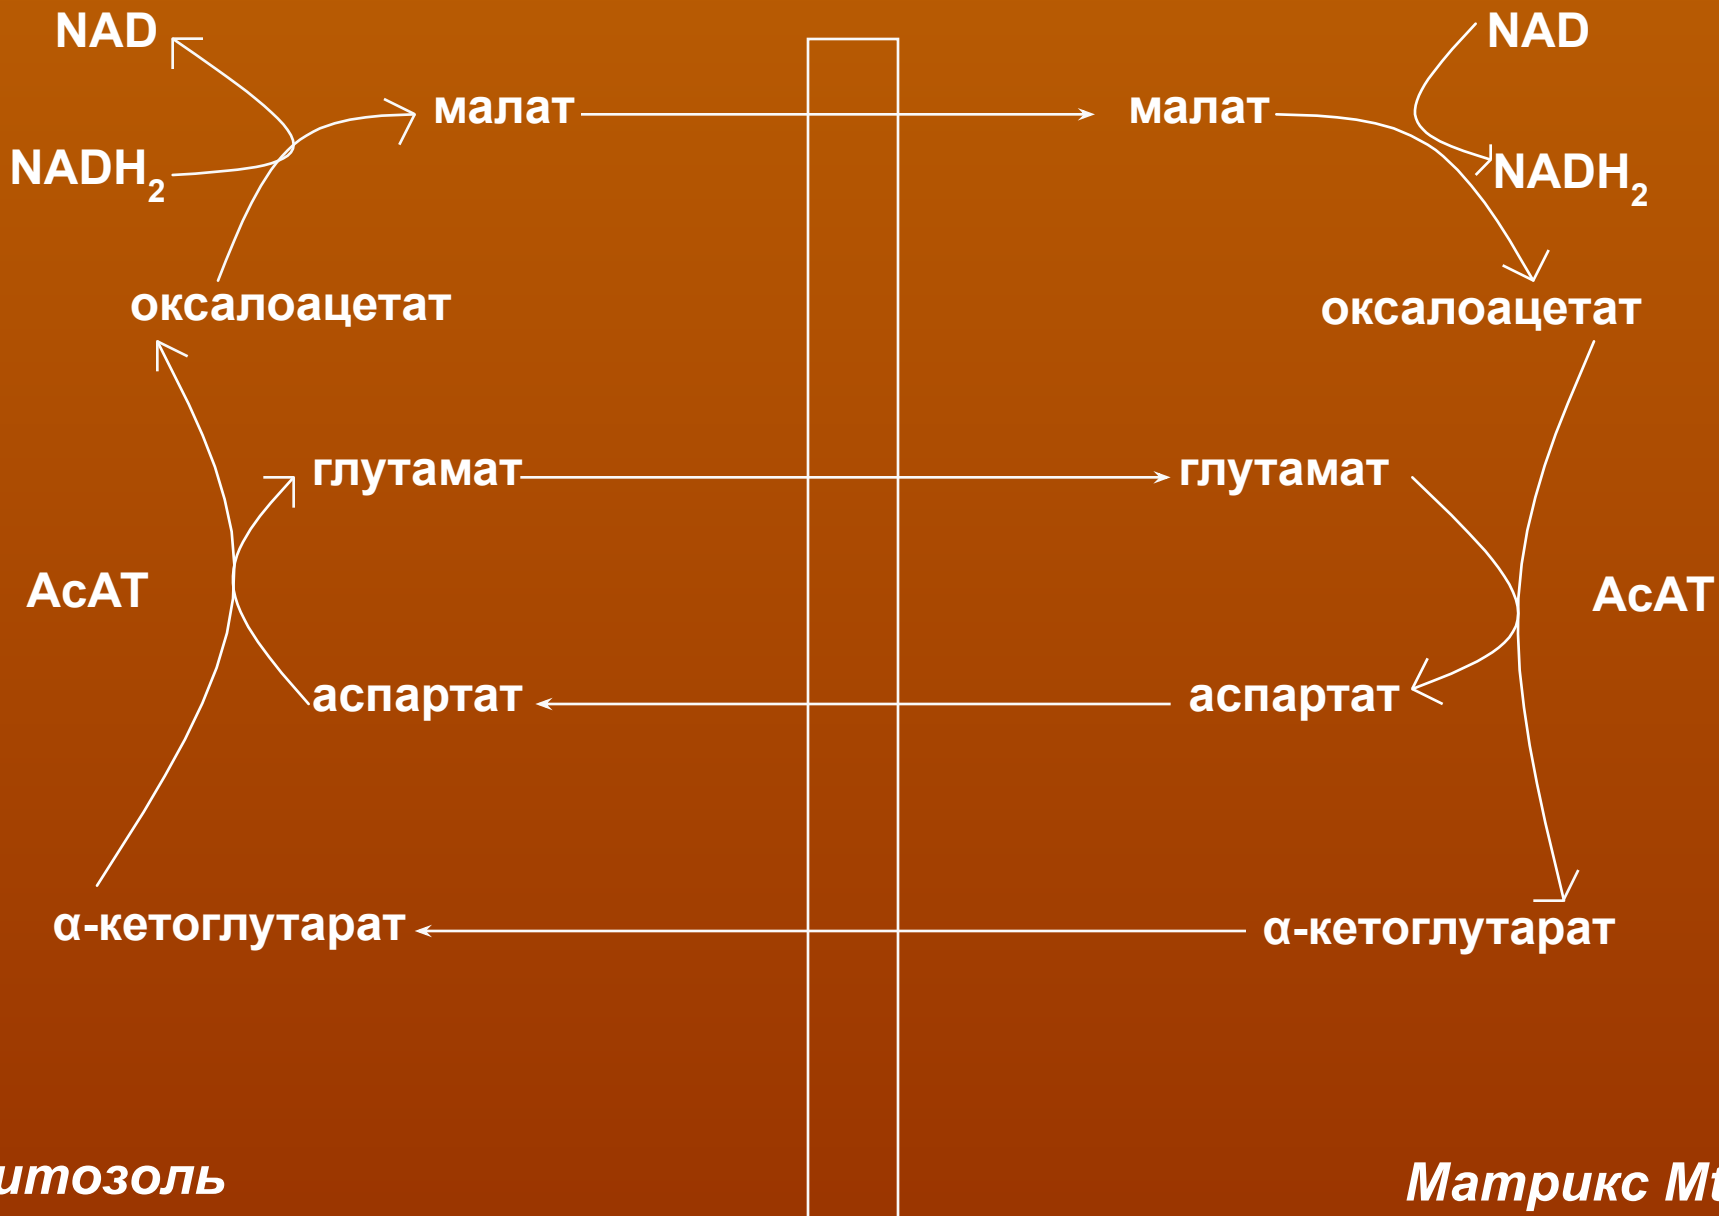 NAD
NAD
малат
малат
NADH₂
NADH₂
оксалоацетат
оксалоацетат
глутамат
глутамат
АсАТ
АсАТ
аспартат
аспартат
α-кетоглутарат
α-кетоглутарат
итозоль
Матрикс Mt